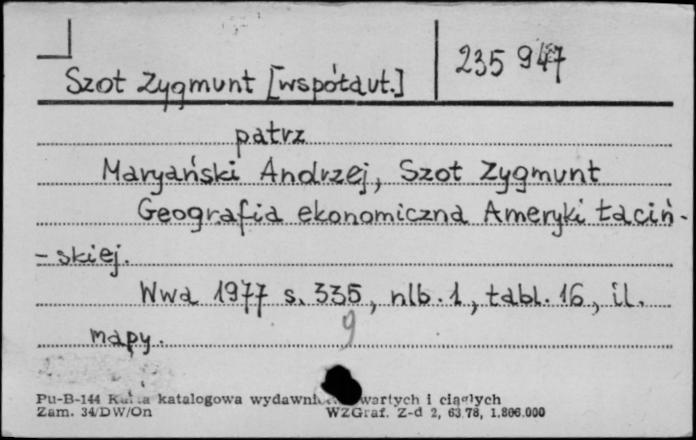 Szot Zygmunt [współaut.] 235 947
patrz
Maryański Andrzej, Szot Zygmunt
Geografia ekonomiczna Ameryki Łaciń-
- skiej.
Wwa 1977 s. 335, nlb. 1, tabl. 16, il.
mapy. 9
Pu-B-144 Karta katalogowa wydawnictw zwartych i ciągłych
Zam. 34/DW/On WZGraf. Z-d 2, 63.78, 1.806.000